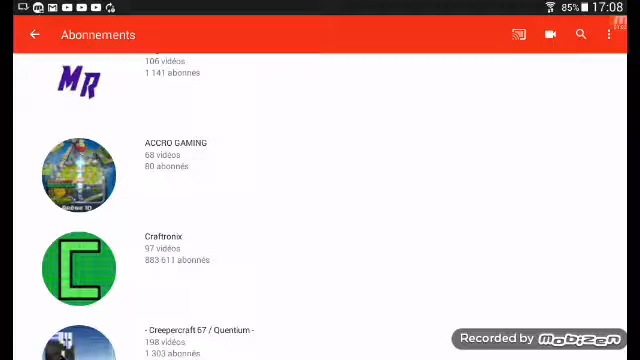 85% 17:08
Abonnements
106 vidéos
1 141 abonnés
MR
ACCRO GAMING
68 vidéos
80 abonnés
Craftronix
97 vidéos
883 611 abonnés
C
- Creepercraft 67 / Quentium -
198 vidéos
1 303 abonnés
Recorded by mobizen